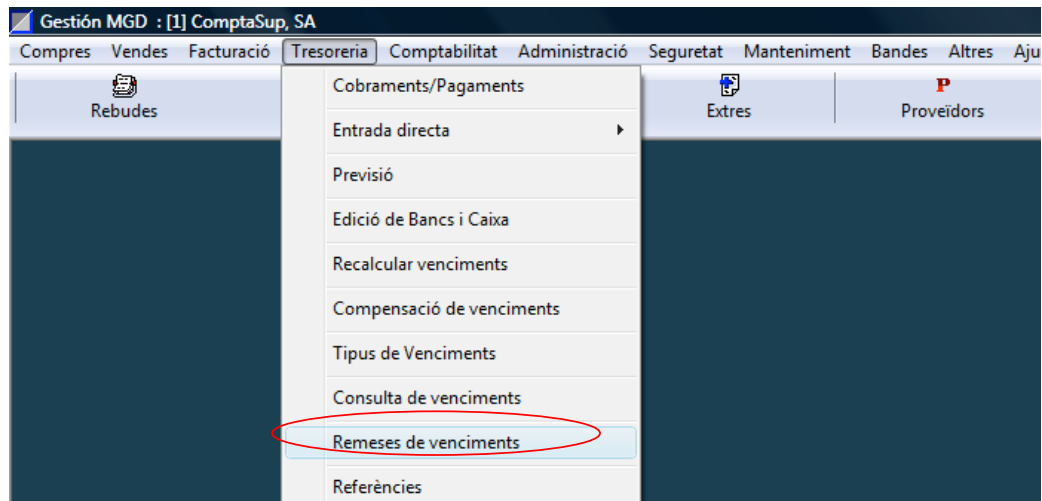 Gestión MGD : [1] ComptaSup, SA
Compres Vendes Facturació Tresoreria Comptabilitat Administració Seguretat Manteniment Bandes Altres Aju
Rebudes Extres P Proveïdors
Cobraments/Pagaments
Entrada directa
Previsió
Edició de Bancs i Caixa
Recalcular venciments
Compensació de venciments
Tipus de Venciments
Consulta de venciments
Remeses de venciments
Referències